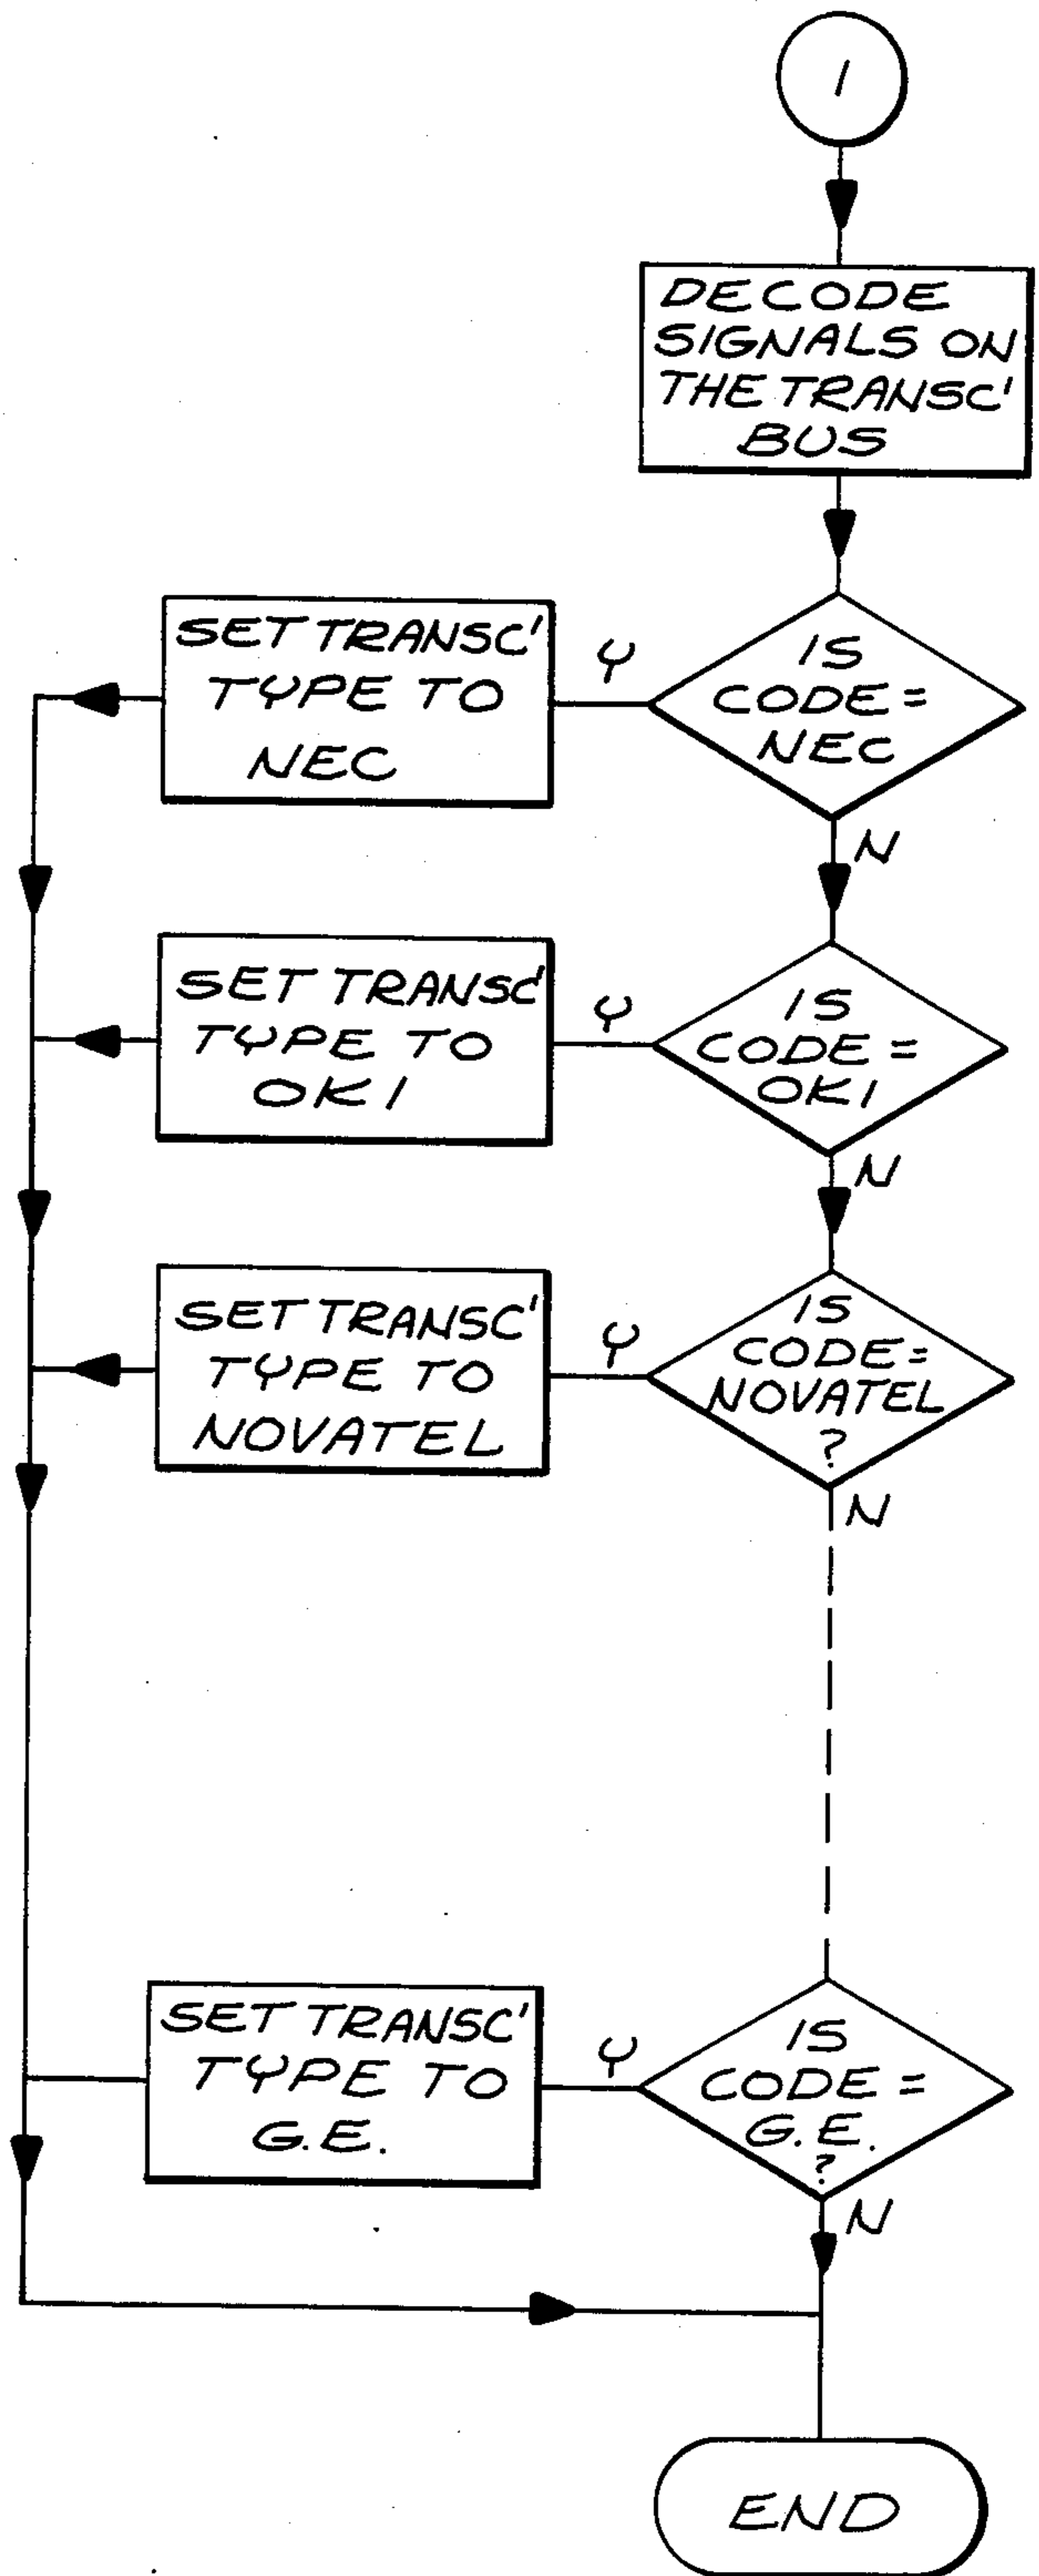 1
DECODE
SIGNALS ON
THE TRANSC'
BUS
SET TRANSC'
TYPE TO
NEC
Y
IS
CODE =
NEC
N
SET TRANSC'
TYPE TO
OKI
Y
IS
CODE =
OKI
N
SET TRANSC'
TYPE TO
NOVATEL
Y
IS
CODE =
NOVATEL
?
N
SET TRANSC'
TYPE TO
G.E.
Y
IS
CODE =
G.E.
?
N
END